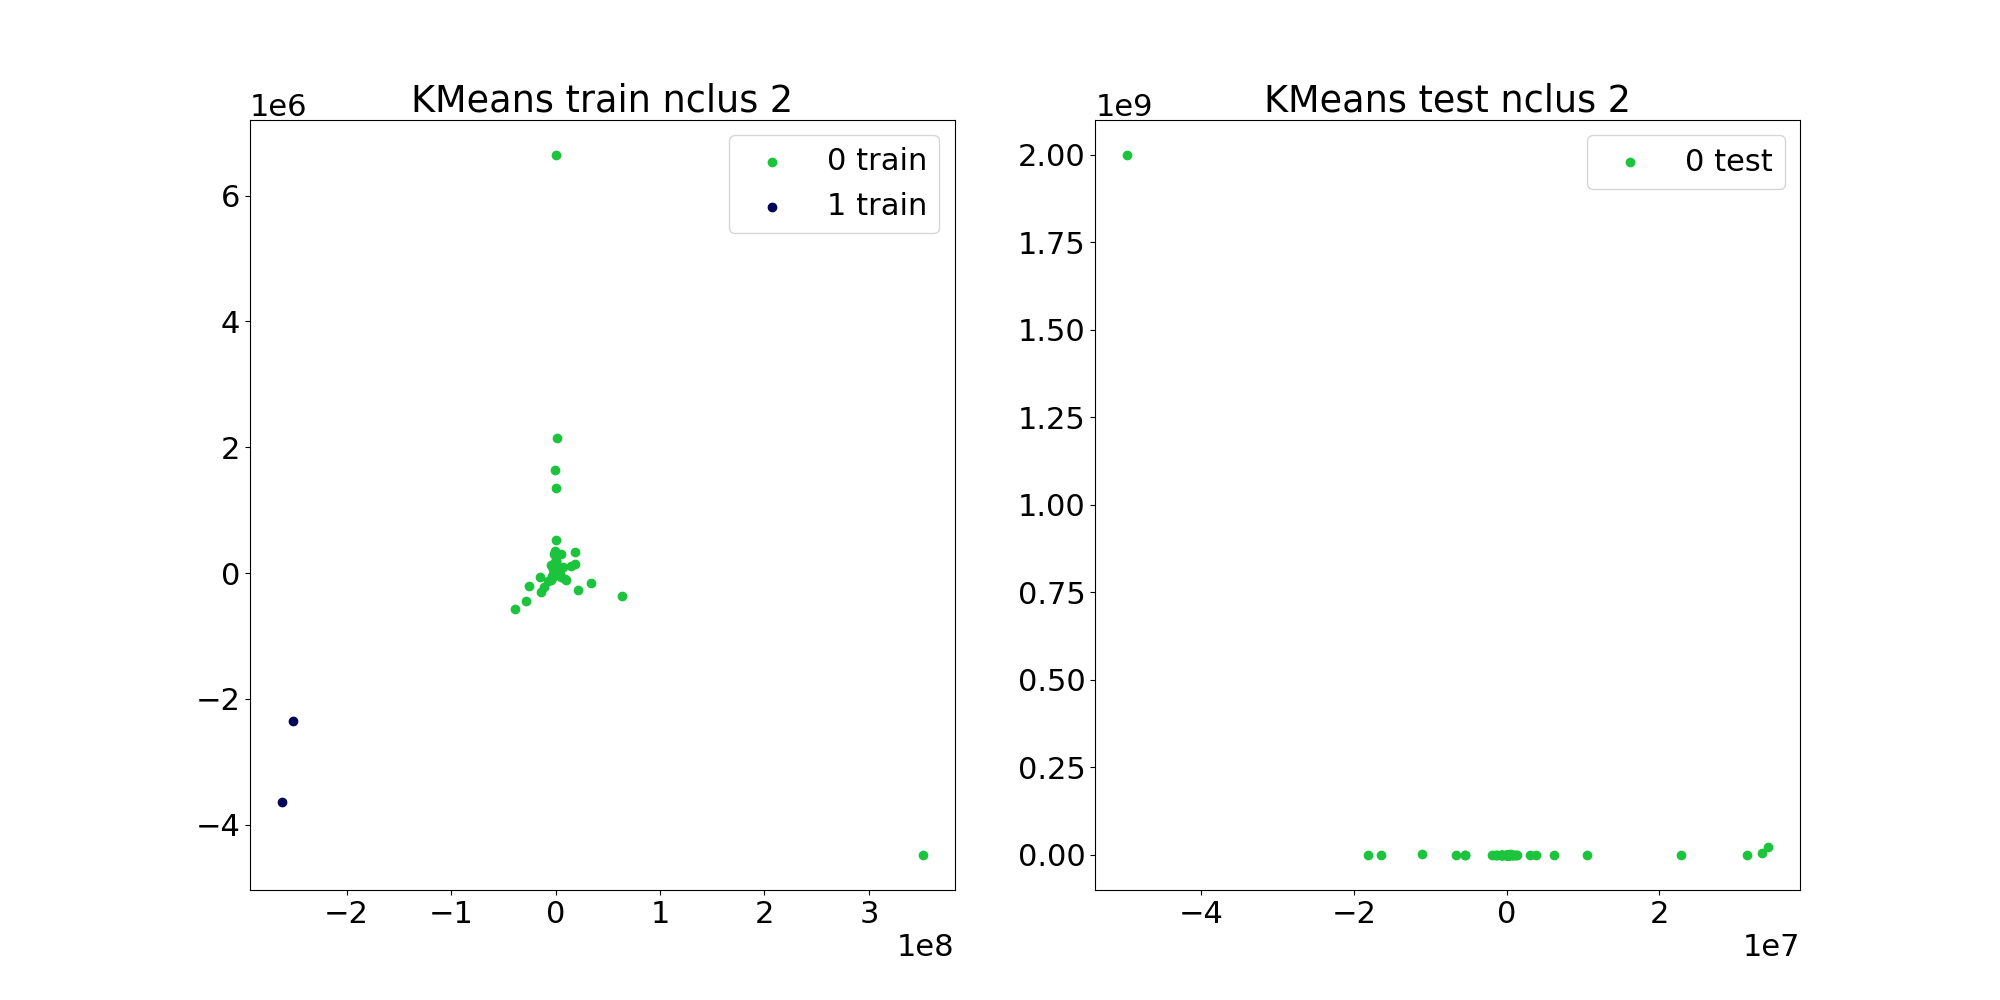 KMeans train nclus 2
1e6
0 train
1 train
6
4
2
0
−2
−4
−2 −1 0 1 2 3
1e8
KMeans test nclus 2
1e9
0 test
2.00
1.75
1.50
1.25
1.00
0.75
0.50
0.25
0.00
−4 −2 0 2
1e7